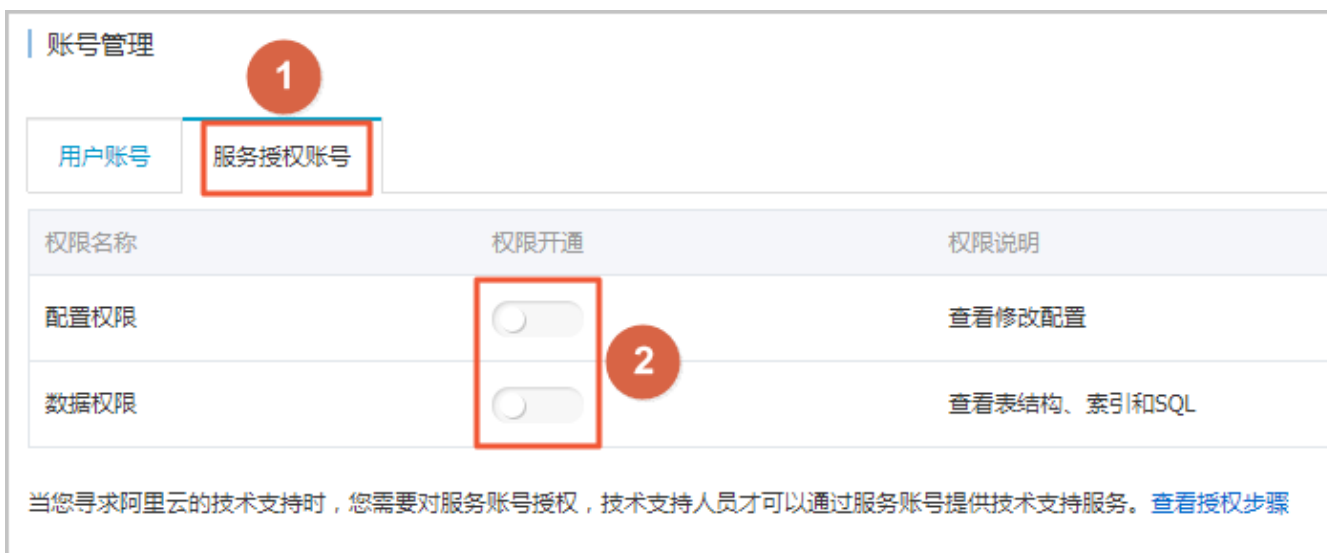 账号管理
1
用户账号 服务授权账号
权限名称 权限开通 权限说明
配置权限 查看修改配置
2
数据权限 查看表结构、索引和SQL
当您寻求阿里云的技术支持时，您需要对服务账号授权，技术支持人员才可以通过服务账号提供技术支持服务。查看授权步骤